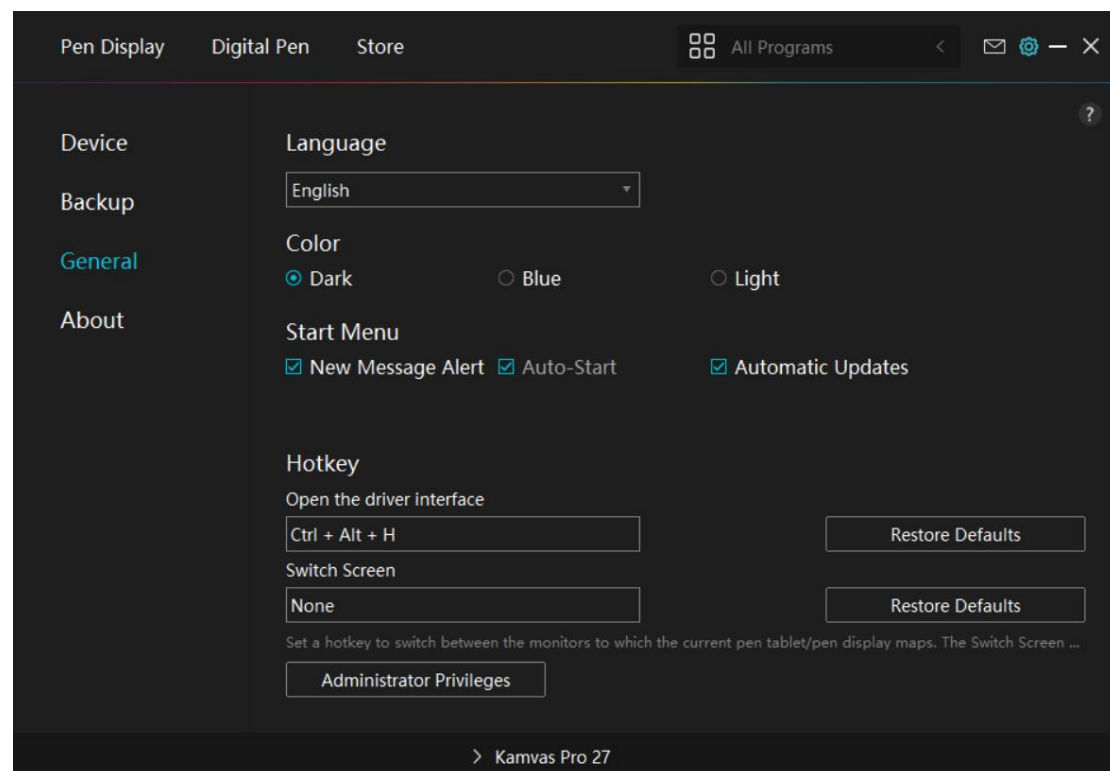 Pen Display Digital Pen Store All Programs
?
Device
Backup
General
About
Language
English
Color
Dark Blue Light
Start Menu
New Message Alert Auto-Start Automatic Updates
Hotkey
Open the driver interface
Ctrl + Alt + H Restore Defaults
Switch Screen
None Restore Defaults
Set a hotkey to switch between the monitors to which the current pen tablet/pen display maps. The Switch Screen ...
Administrator Privileges
Kamvas Pro 27